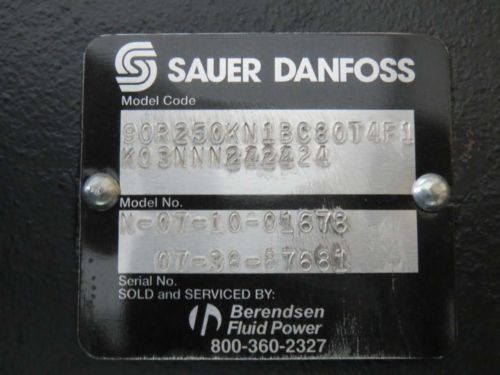 SAUER DANFOSS
Model Code
90R250KN1BC80T4F1
K03NNN242424
Model No.
N-07-10-01678
07-38-87681
Serial No.
SOLD and SERVICED BY:
Berendsen
Fluid Power
800-360-2327